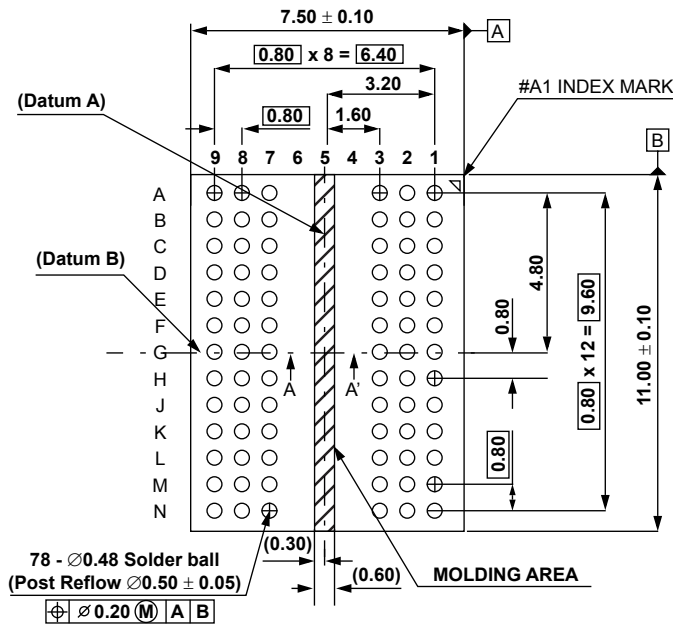 7.50 ± 0.10
A
0.80 x 8 = 6.40
3.20
#A1 INDEX MARK
(Datum A)
0.80
1.60
B
9 8 7 6 5 4 3 2 1
A
B
C
(Datum B)
D
E
F
G
H
J
K
L
M
N
A A'
4.80
0.80
0.80
0.80 x 12 = 9.60
11.00 ± 0.10
78 - ∅0.48 Solder ball
(Post Reflow ∅0.50 ± 0.05)
⌖ ∅ 0.20 Ⓜ A B
(0.30)
(0.60)
MOLDING AREA